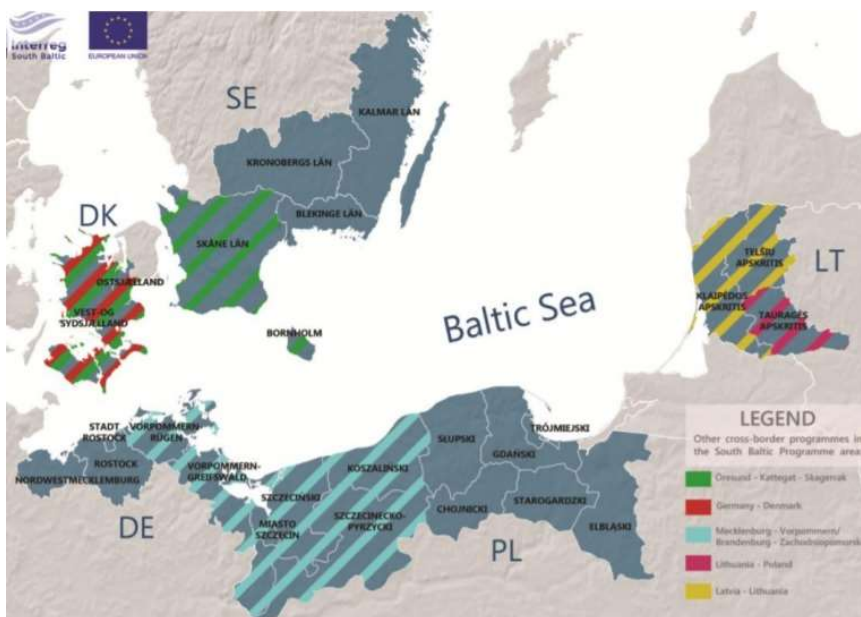 Interreg
South Baltic
EUROPEAN UNION
SE
KALMAR LÄN
KRONOBERGS LÄN
BLEKINGE LÄN
SKÅNE LÄN
DK
ØSTSJÆLLAND
VEST-OG
SYDSJÆLLAND
BORNHOLM
Baltic Sea
LT
TELŠIU
APSKRITIS
KLAIPĖDOS
APSKRITIS
TAURAGĖS
APSKRITIS
STADT
ROSTOCK
VORPOMMERN-
RÜGEN
ROSTOCK
NORDWESTMECKLEMBURG
VORPOMMERN-
GREIFSWALD
DE
SZCZECIŃSKI
MIASTO
SZCZECIN
KOSZALIŃSKI
SZCZECINECKO-
PYRZYCKI
SŁUPSKI
TRÓJMIEJSKI
GDAŃSKI
CHOJNICKI
STAROGARDZKI
ELBLĄSKI
PL
LEGEND
Other cross-border programmes in
the South Baltic Programme area:
Öresund - Kattegat - Skagerrak
Germany - Denmark
Mecklenburg - Vorpommern/
Brandenburg - Zachodniopomorsk
Lithuania - Poland
Latvia - Lithuania